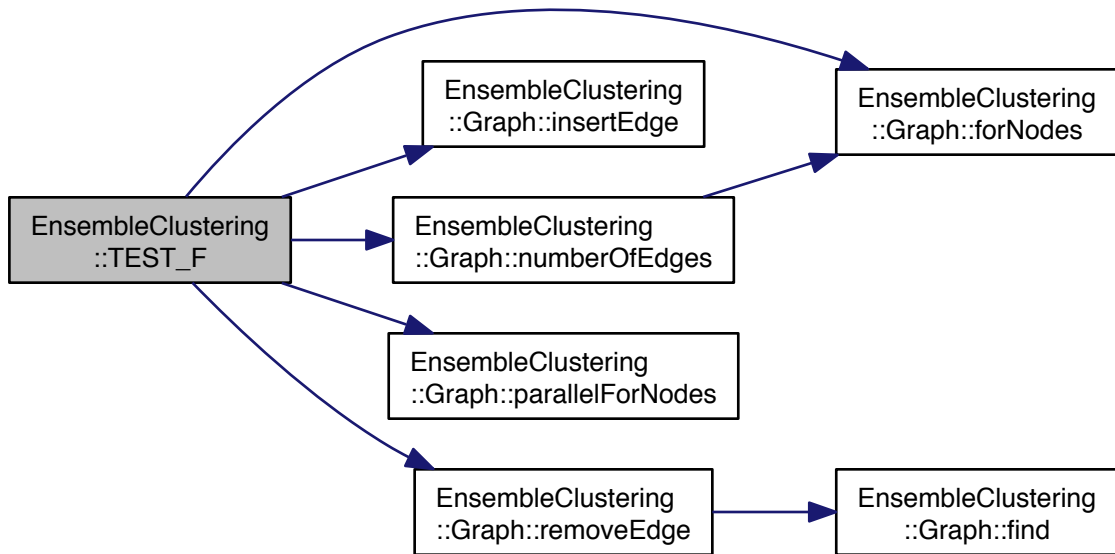 EnsembleClustering
::TEST_F
EnsembleClustering
::Graph::insertEdge
EnsembleClustering
::Graph::numberOfEdges
EnsembleClustering
::Graph::parallelForNodes
EnsembleClustering
::Graph::removeEdge
EnsembleClustering
::Graph::forNodes
EnsembleClustering
::Graph::find